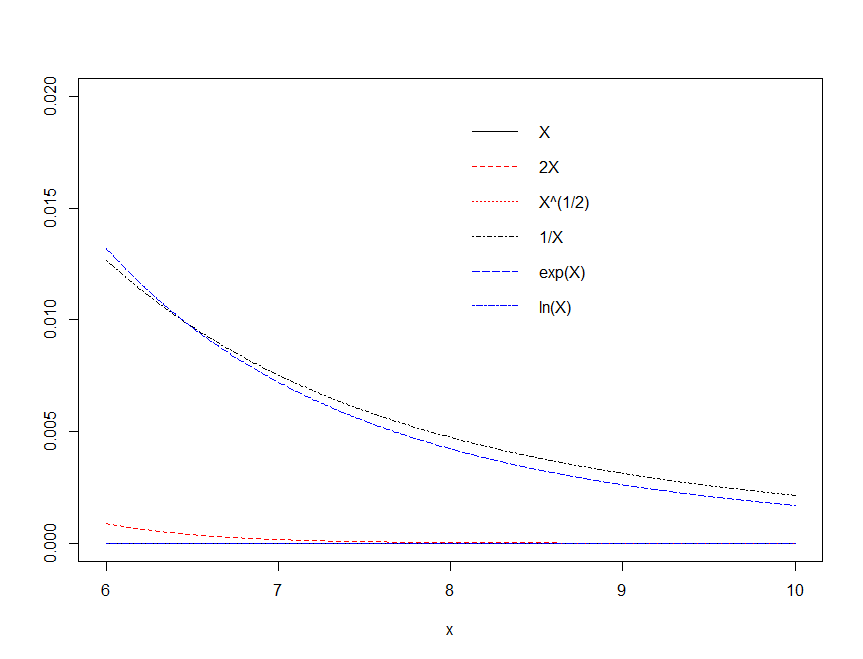 0.020
0.015
0.010
0.005
0.000
X
2X
X^(1/2)
1/X
exp(X)
ln(X)
6 7 8 9 10
x